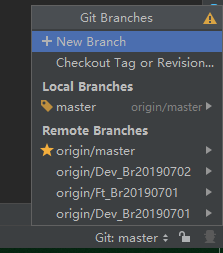 Git Branches
+ New Branch
Checkout Tag or Revision...
Local Branches
master origin/master
Remote Branches
origin/master
origin/Dev_Br20190702
origin/Ft_Br20190701
origin/Dev_Br20190701
Git: master